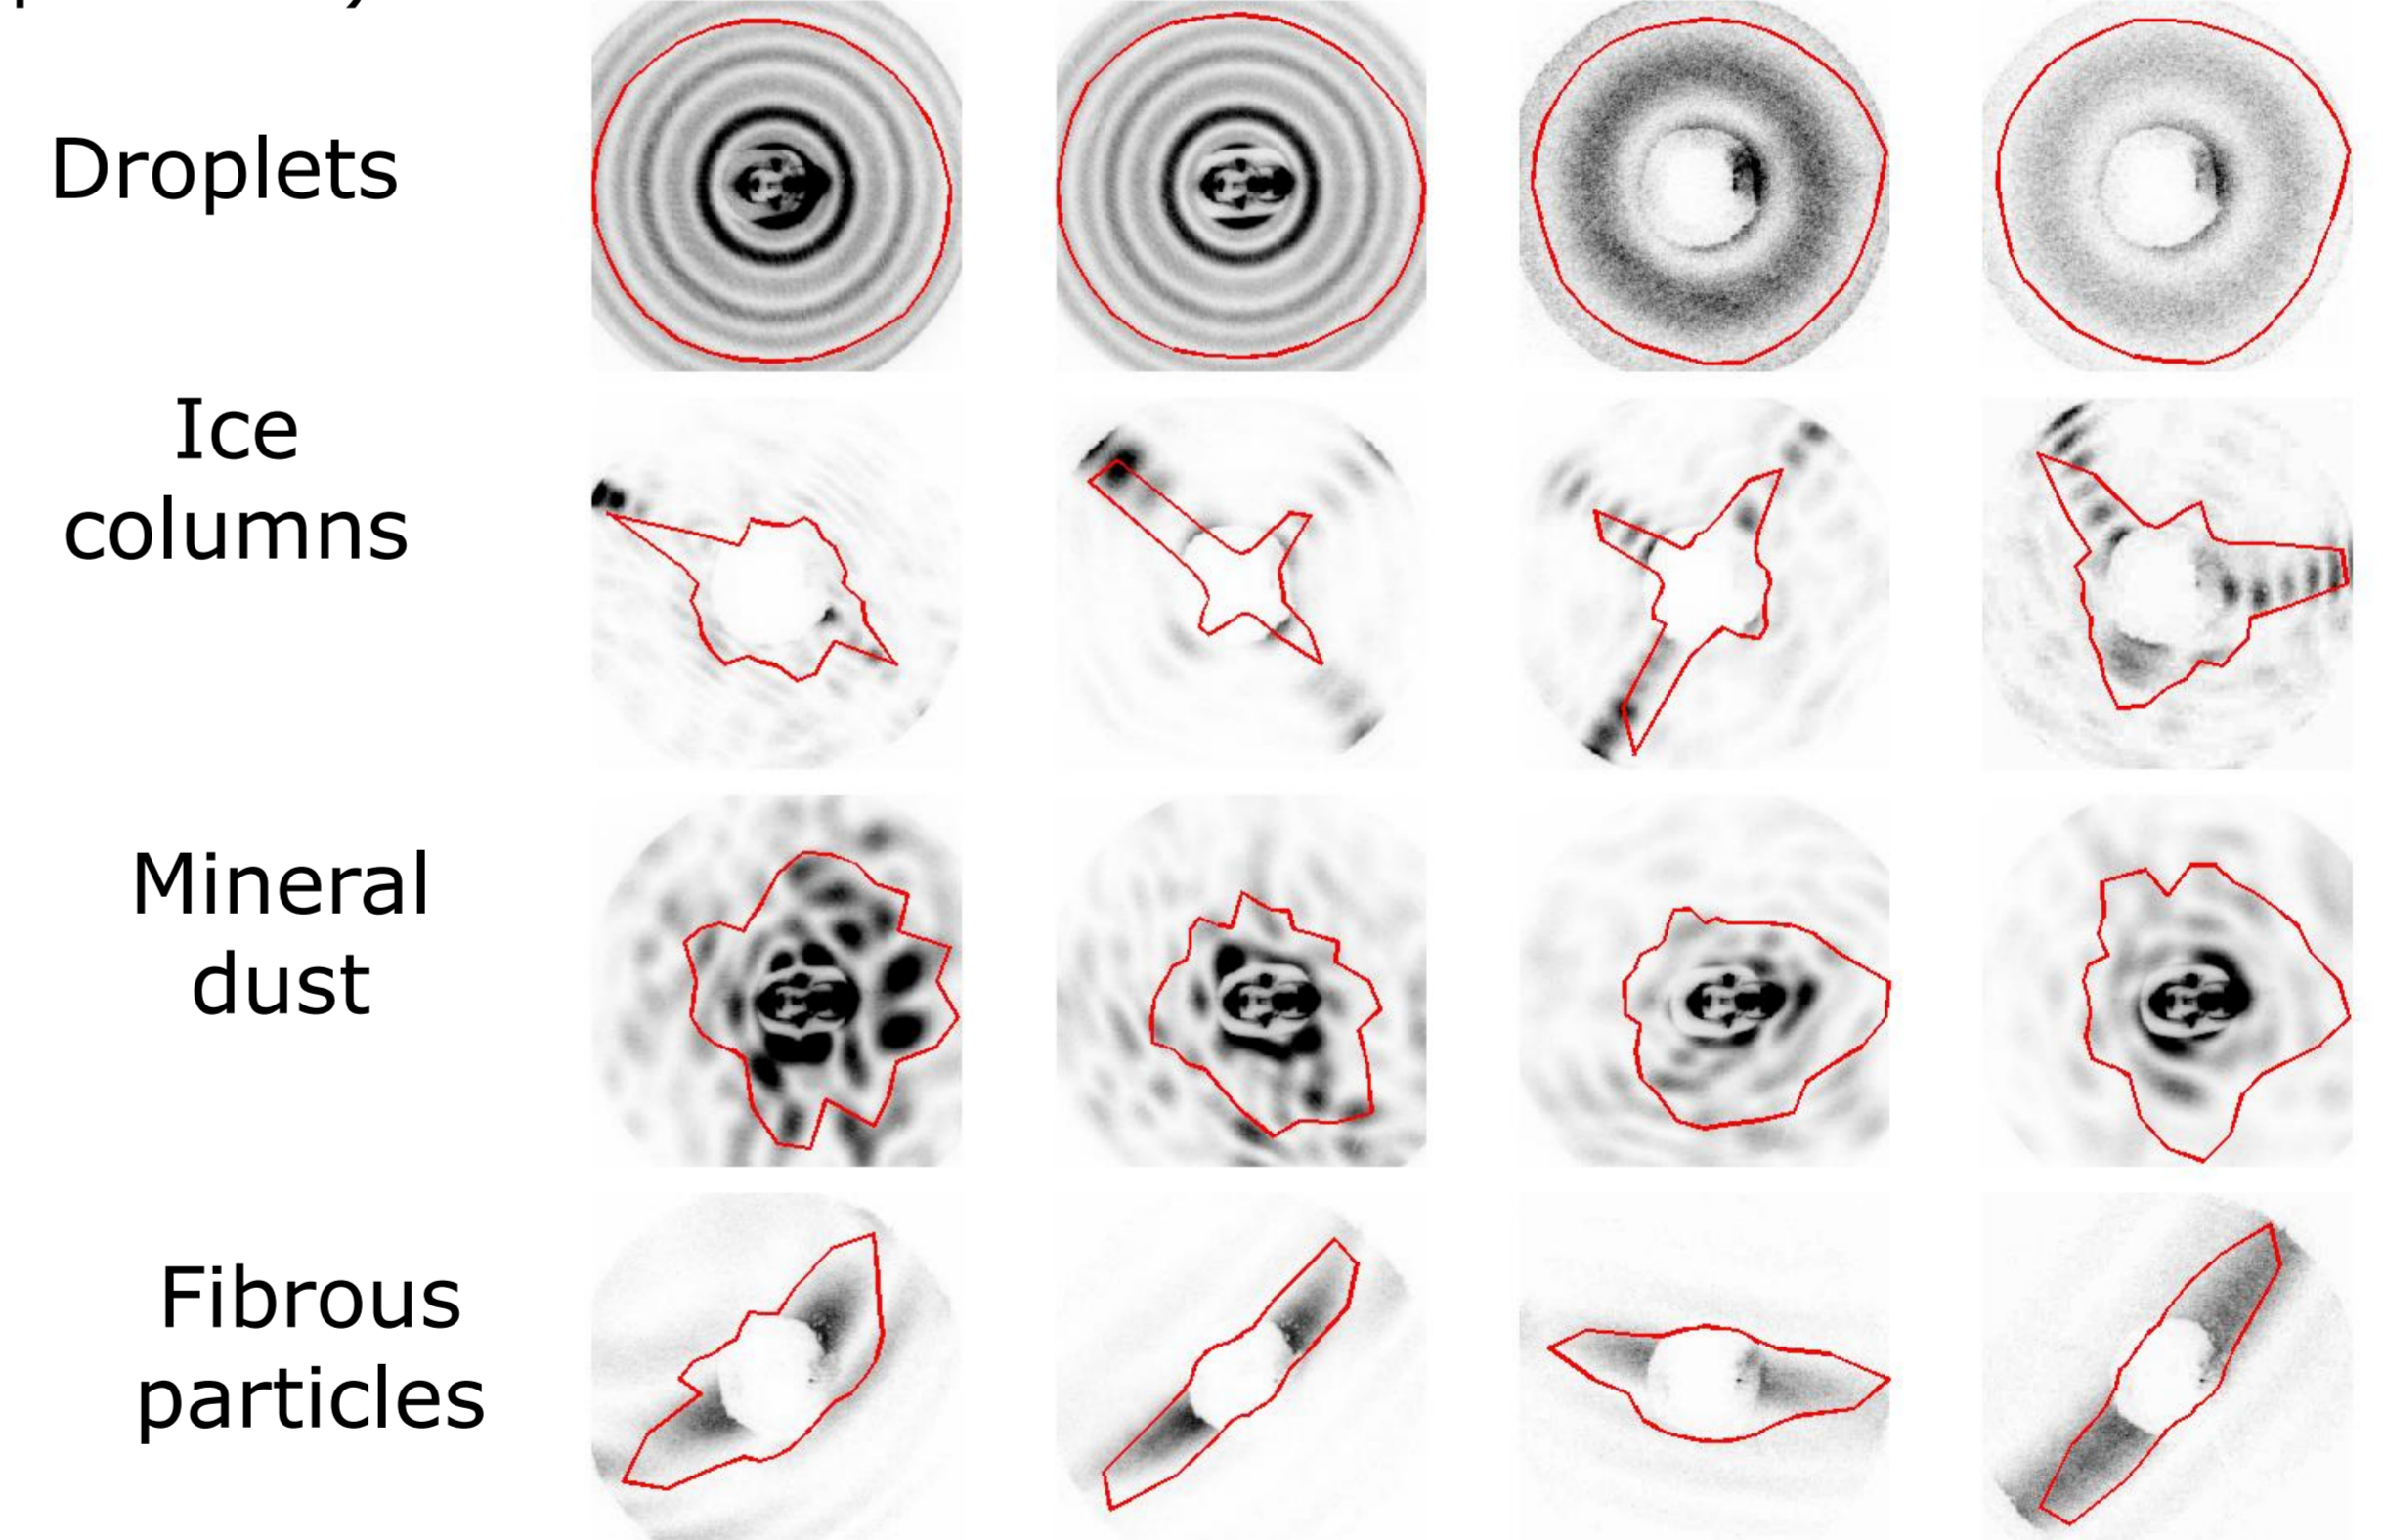 Droplets
Ice
columns
Mineral
dust
Fibrous
particles